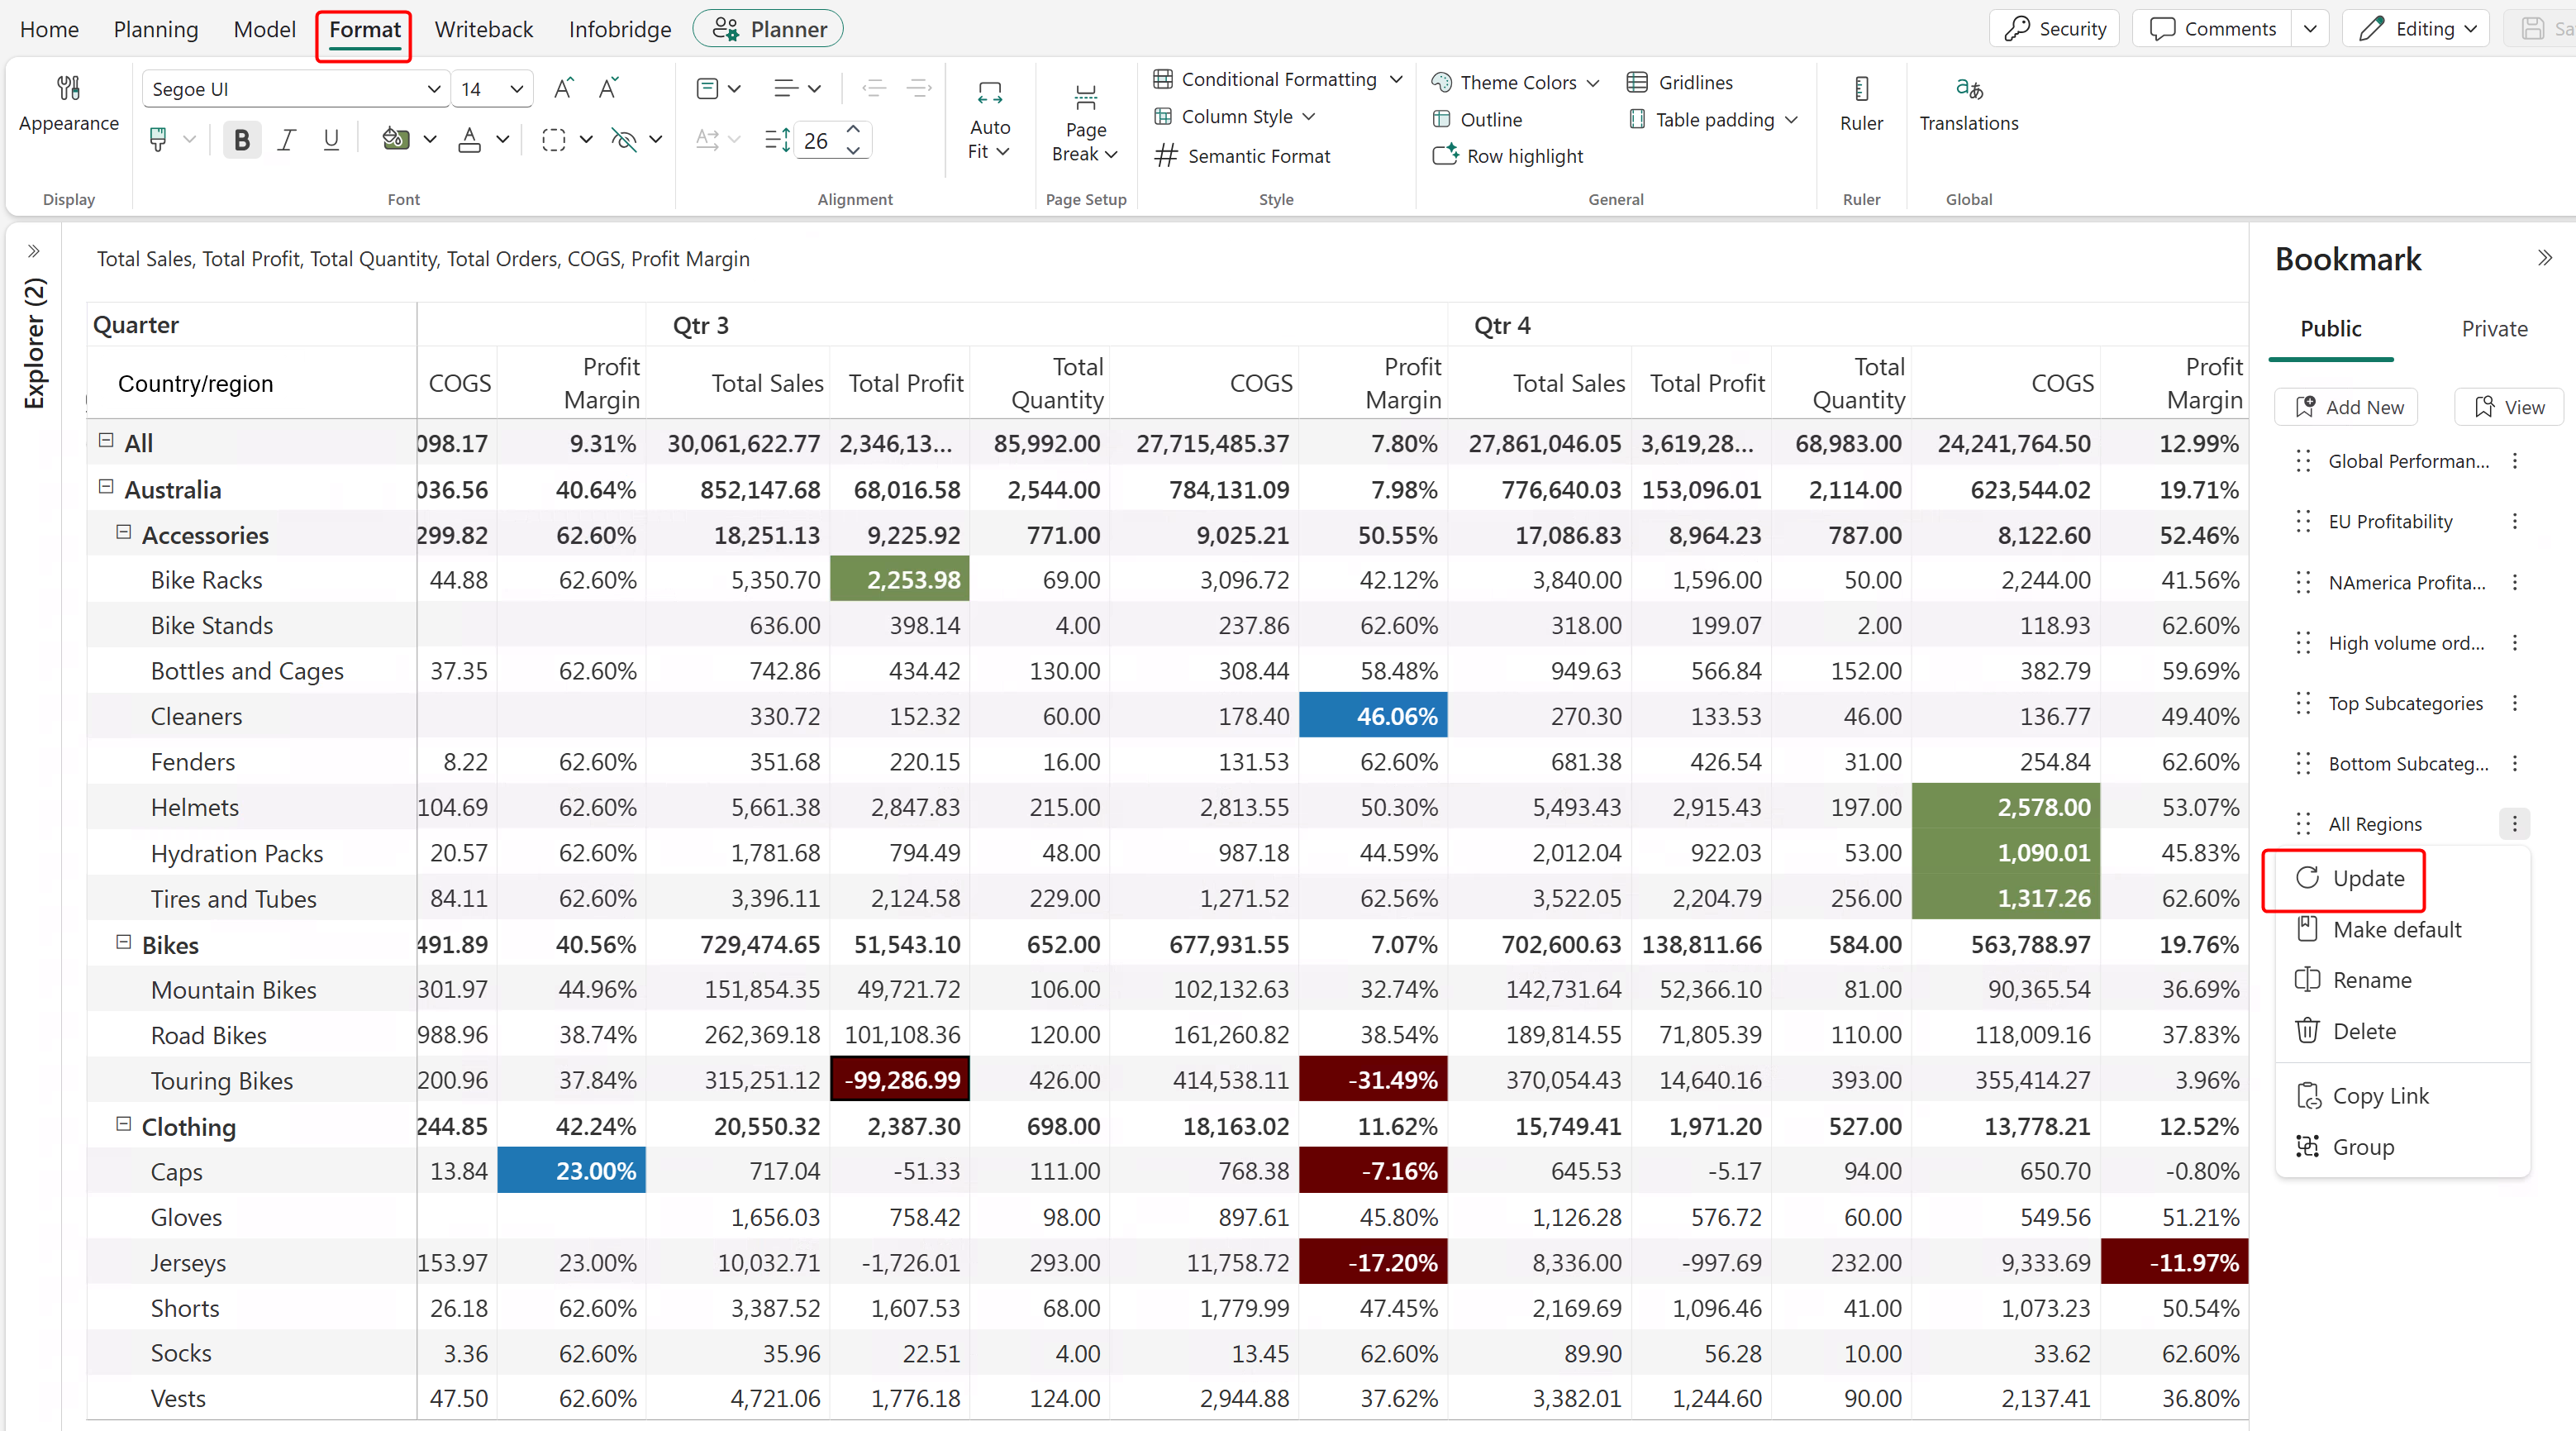 Home Planning Model Format Writeback Infobridge Planner Security Comments Editing
Appearance Segoe UI 14 Auto Fit Page Break Conditional Formatting Theme Colors Gridlines Ruler Translations
Column Style Outline Table padding
B I U A 26 Semantic Format Row highlight
Display Font Alignment Page Setup Style General Ruler Global
Explorer (2)
Total Sales, Total Profit, Total Quantity, Total Orders, COGS, Profit Margin
Quarter Qtr 3 Qtr 4
Country/region COGS Profit Margin Total Sales Total Profit Total Quantity COGS Profit Margin Total Sales Total Profit Total Quantity COGS Profit Margin
All 098.17 9.31% 30,061,622.77 2,346,13... 85,992.00 27,715,485.37 7.80% 27,861,046.05 3,619,28... 68,983.00 24,241,764.50 12.99%
Australia 036.56 40.64% 852,147.68 68,016.58 2,544.00 784,131.09 7.98% 776,640.03 153,096.01 2,114.00 623,544.02 19.71%
Accessories 299.82 62.60% 18,251.13 9,225.92 771.00 9,025.21 50.55% 17,086.83 8,964.23 787.00 8,122.60 52.46%
Bike Racks 44.88 62.60% 5,350.70 2,253.98 69.00 3,096.72 42.12% 3,840.00 1,596.00 50.00 2,244.00 41.56%
Bike Stands 636.00 398.14 4.00 237.86 62.60% 318.00 199.07 2.00 118.93 62.60%
Bottles and Cages 37.35 62.60% 742.86 434.42 130.00 308.44 58.48% 949.63 566.84 152.00 382.79 59.69%
Cleaners 330.72 152.32 60.00 178.40 46.06% 270.30 133.53 46.00 136.77 49.40%
Fenders 8.22 62.60% 351.68 220.15 16.00 131.53 62.60% 681.38 426.54 31.00 254.84 62.60%
Helmets 104.69 62.60% 5,661.38 2,847.83 215.00 2,813.55 50.30% 5,493.43 2,915.43 197.00 2,578.00 53.07%
Hydration Packs 20.57 62.60% 1,781.68 794.49 48.00 987.18 44.59% 2,012.04 922.03 53.00 1,090.01 45.83%
Tires and Tubes 84.11 62.60% 3,396.11 2,124.58 229.00 1,271.52 62.56% 3,522.05 2,204.79 256.00 1,317.26 62.60%
Bikes 491.89 40.56% 729,474.65 51,543.10 652.00 677,931.55 7.07% 702,600.63 138,811.66 584.00 563,788.97 19.76%
Mountain Bikes 301.97 44.96% 151,854.35 49,721.72 106.00 102,132.63 32.74% 142,731.64 52,366.10 81.00 90,365.54 36.69%
Road Bikes 988.96 38.74% 262,369.18 101,108.36 120.00 161,260.82 38.54% 189,814.55 71,805.39 110.00 118,009.16 37.83%
Touring Bikes 200.96 37.84% 315,251.12 -99,286.99 426.00 414,538.11 -31.49% 370,054.43 14,640.16 393.00 355,414.27 3.96%
Clothing 244.85 42.24% 20,550.32 2,387.30 698.00 18,163.02 11.62% 15,749.41 1,971.20 527.00 13,778.21 12.52%
Caps 13.84 23.00% 717.04 -51.33 111.00 768.38 -7.16% 645.53 -5.17 94.00 650.70 -0.80%
Gloves 1,656.03 758.42 98.00 897.61 45.80% 1,126.28 576.72 60.00 549.56 51.21%
Jerseys 153.97 23.00% 10,032.71 -1,726.01 293.00 11,758.72 -17.20% 8,336.00 -997.69 232.00 9,333.69 -11.97%
Shorts 26.18 62.60% 3,387.52 1,607.53 68.00 1,779.99 47.45% 2,169.69 1,096.46 41.00 1,073.23 50.54%
Socks 3.36 62.60% 35.96 22.51 4.00 13.45 62.60% 89.90 56.28 10.00 33.62 62.60%
Vests 47.50 62.60% 4,721.06 1,776.18 124.00 2,944.88 37.62% 3,382.01 1,244.60 90.00 2,137.41 36.80%
Bookmark
Public Private
Add New View
Global Performan...
EU Profitability
NAmerica Profita...
High volume ord...
Top Subcategories
Bottom Subcateg...
All Regions
Update
Make default
Rename
Delete
Copy Link
Group